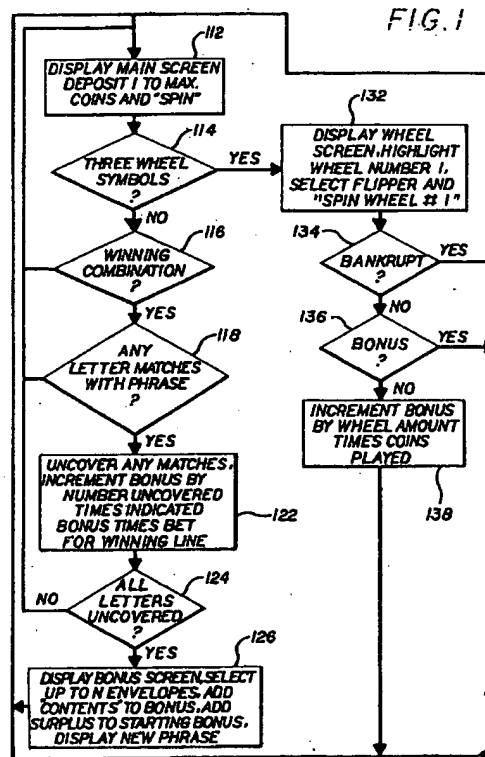 FIG. 1
112
DISPLAY MAIN SCREEN
DEPOSIT 1 TO MAX.
COINS AND "SPIN"
114
THREE WHEEL
SYMBOLS
?
YES
NO
116
WINNING
COMBINATION
?
YES
118
ANY
LETTER MATCHES
WITH PHRASE
?
YES
UNCOVER ANY MATCHES.
INCREMENT BONUS BY
NUMBER UNCOVERED
TIMES INDICATED
BONUS TIMES BET
FOR WINNING LINE
122
124
ALL
LETTERS
UNCOVERED
?
NO
YES
126
DISPLAY BONUS SCREEN, SELECT
UP TO N ENVELOPES. ADD
CONTENTS TO BONUS. ADD
SURPLUS TO STARTING BONUS.
DISPLAY NEW PHRASE
132
DISPLAY WHEEL
SCREEN, HIGHLIGHT
WHEEL NUMBER 1.
SELECT FLIPPER AND
"SPIN WHEEL # 1"
134
BANKRUPT
?
YES
NO
136
BONUS
?
YES
NO
INCREMENT BONUS
BY WHEEL AMOUNT
TIMES COINS
PLAYED
138